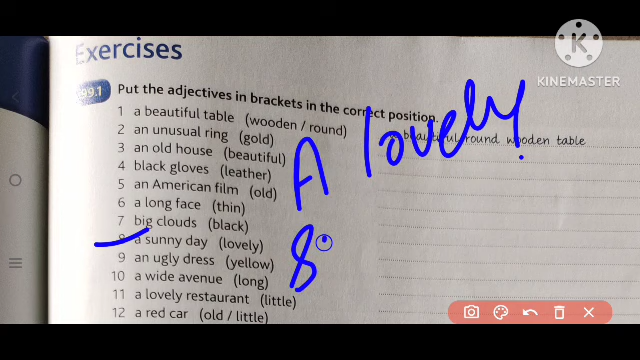 Exercises
KINEMASTER
99.1 Put the adjectives in brackets in the correct position.
1 a beautiful table (wooden / round)
beautiful round wooden table
2 an unusual ring (gold)
3 an old house (beautiful)
4 black gloves (leather)
5 an American film (old)
6 a long face (thin)
7 big clouds (black)
8 a sunny day (lovely)
9 an ugly dress (yellow)
10 a wide avenue (long)
11 a lovely restaurant (little)
12 a red car (old / little)
A lovely
8